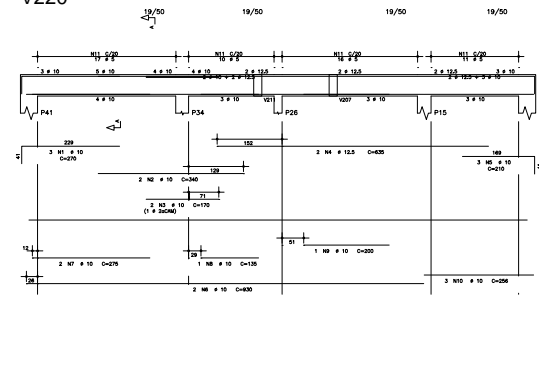 V220
19/50 19/50 19/50 19/50
A
N11 C/20 N11 C/20 N11 C/20 N11 C/20
17 ø 5 10 ø 5 16 ø 5 11 ø 5
3 ø 10 5 ø 10 4 ø 10 4 ø 10 2 ø 12.5 2 ø 12.5 2 ø 12.5 3 ø 10
4 ø 10 3 ø 10 V21 V207 3 ø 10 3 ø 10
P41 P34 P26 P15
A
229 152 169
41 3 N1 ø 10 2 N4 ø 12.5 C=635 3 N5 ø 10
C=270 C=210
129
2 N2 ø 10 C=340
71
2 N3 ø 10 C=170
(1 ø 2aCAM)
51
12 29 1 N9 ø 10 C=200
2 N7 ø 10 C=275 1 N8 ø 10 C=135
26 3 N10 ø 10 C=256
2 N6 ø 10 C=930